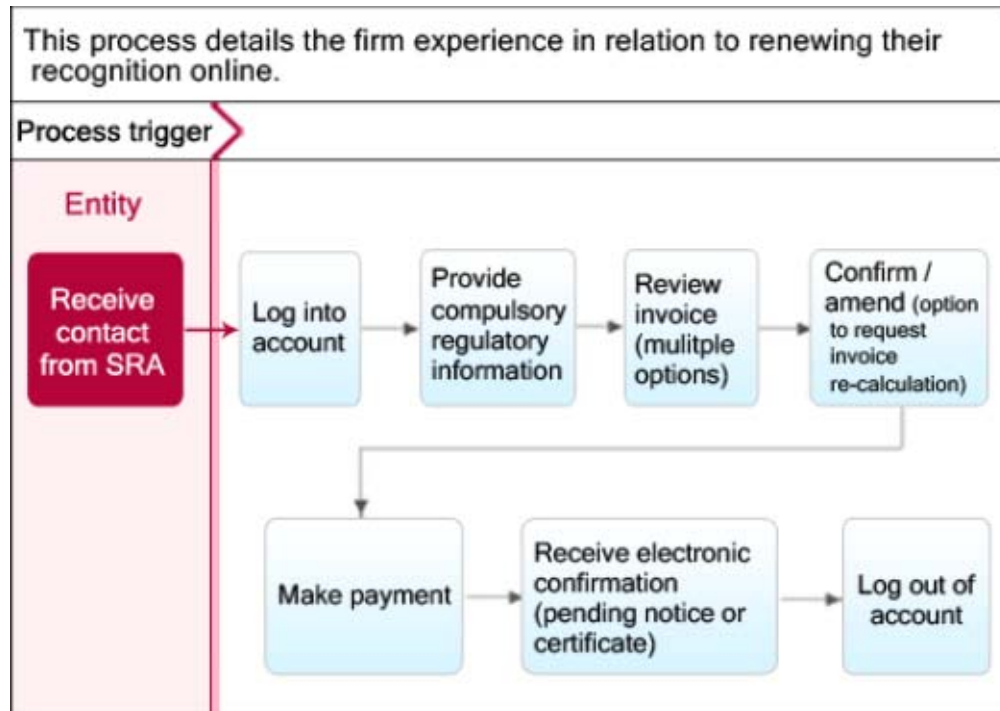 This process details the firm experience in relation to renewing their
recognition online.
Process trigger
Entity
Receive
contact
from SRA
Log into
account
Provide
compulsory
regulatory
information
Review
invoice
(mulitple
options)
Confirm /
amend (option
to request
invoice
re-calculation)
Make payment
Receive electronic
confirmation
(pending notice or
certificate)
Log out of
account